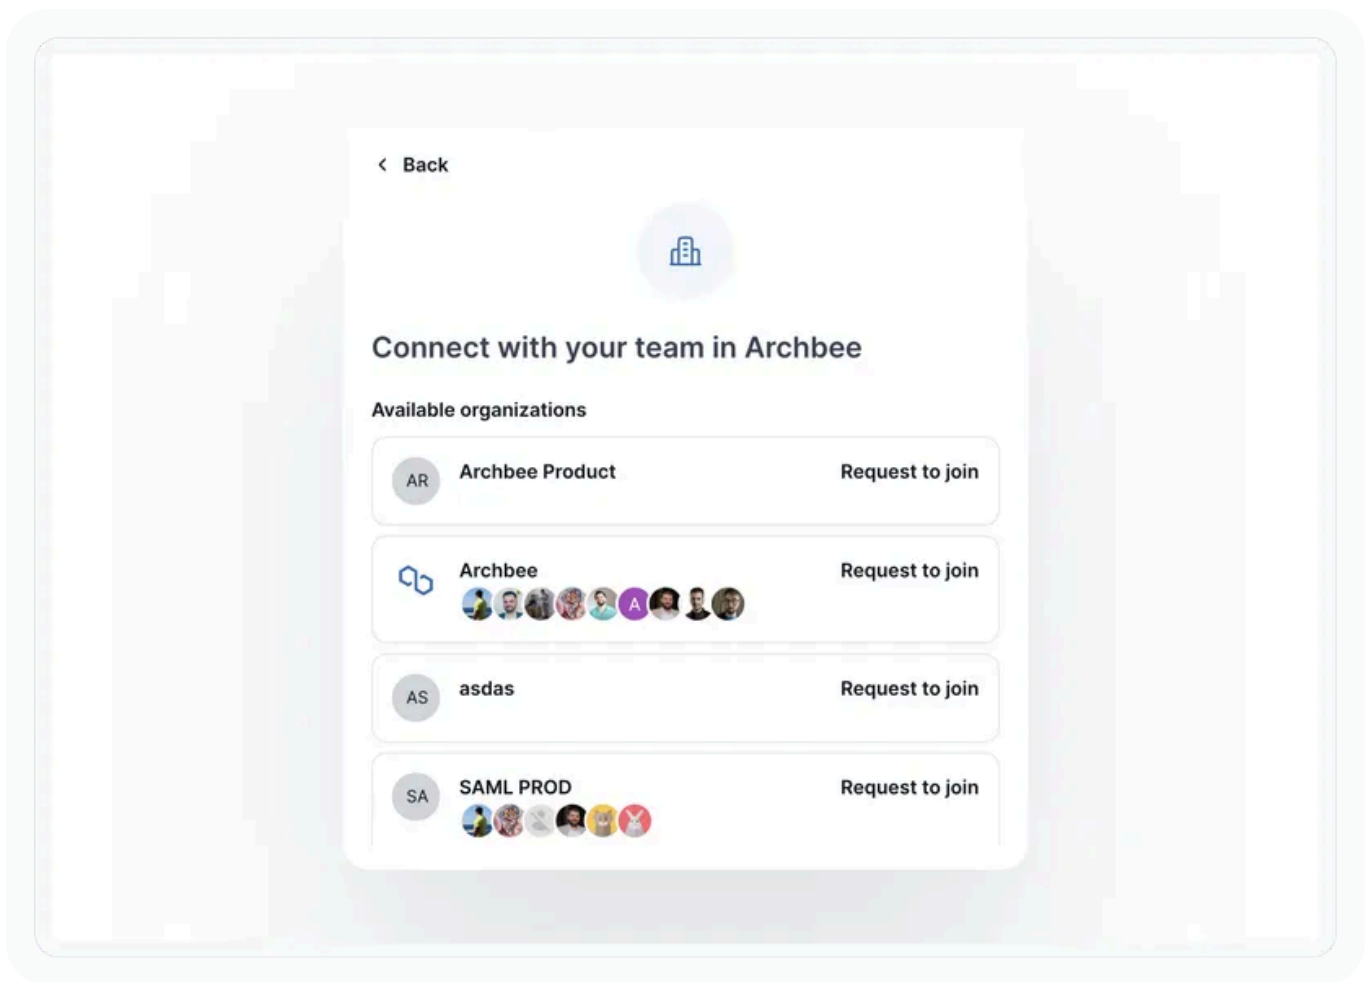 Back
Connect with your team in Archbee
Available organizations
AR Archbee Product Request to join
Archbee Request to join
A
AS asdas Request to join
SA SAML PROD Request to join